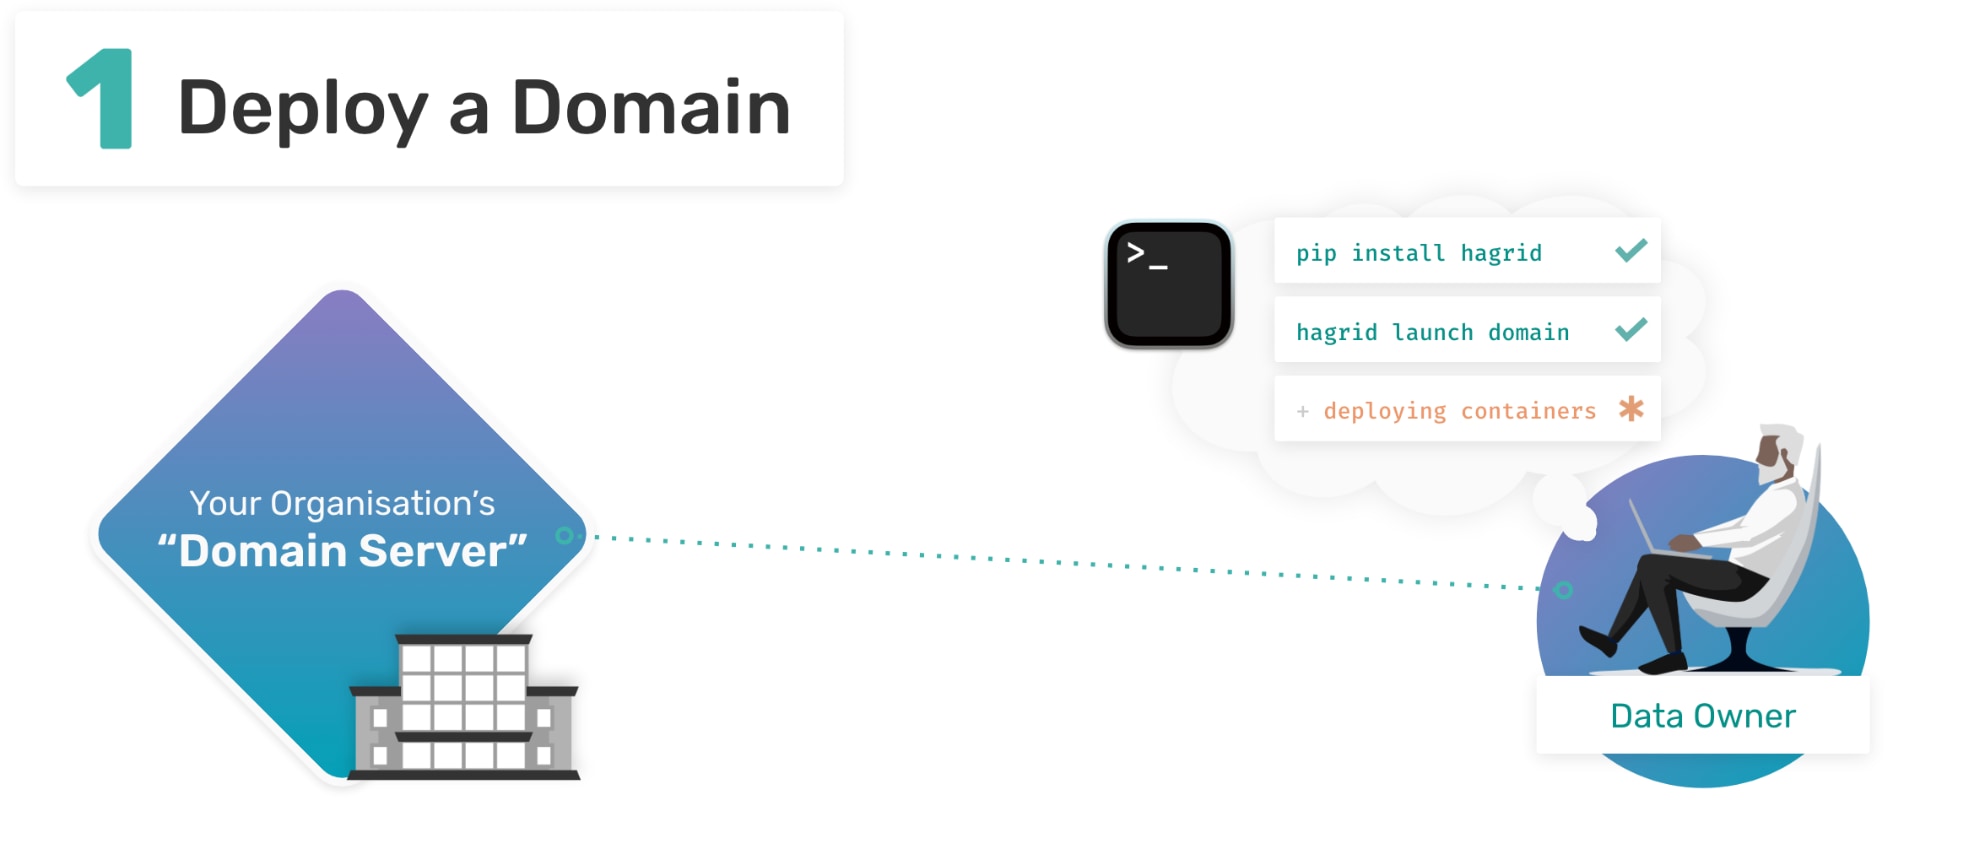 1 Deploy a Domain
>_
pip install hagrid
hagrid launch domain
+ deploying containers *
Your Organisation’s
“Domain Server”
Data Owner